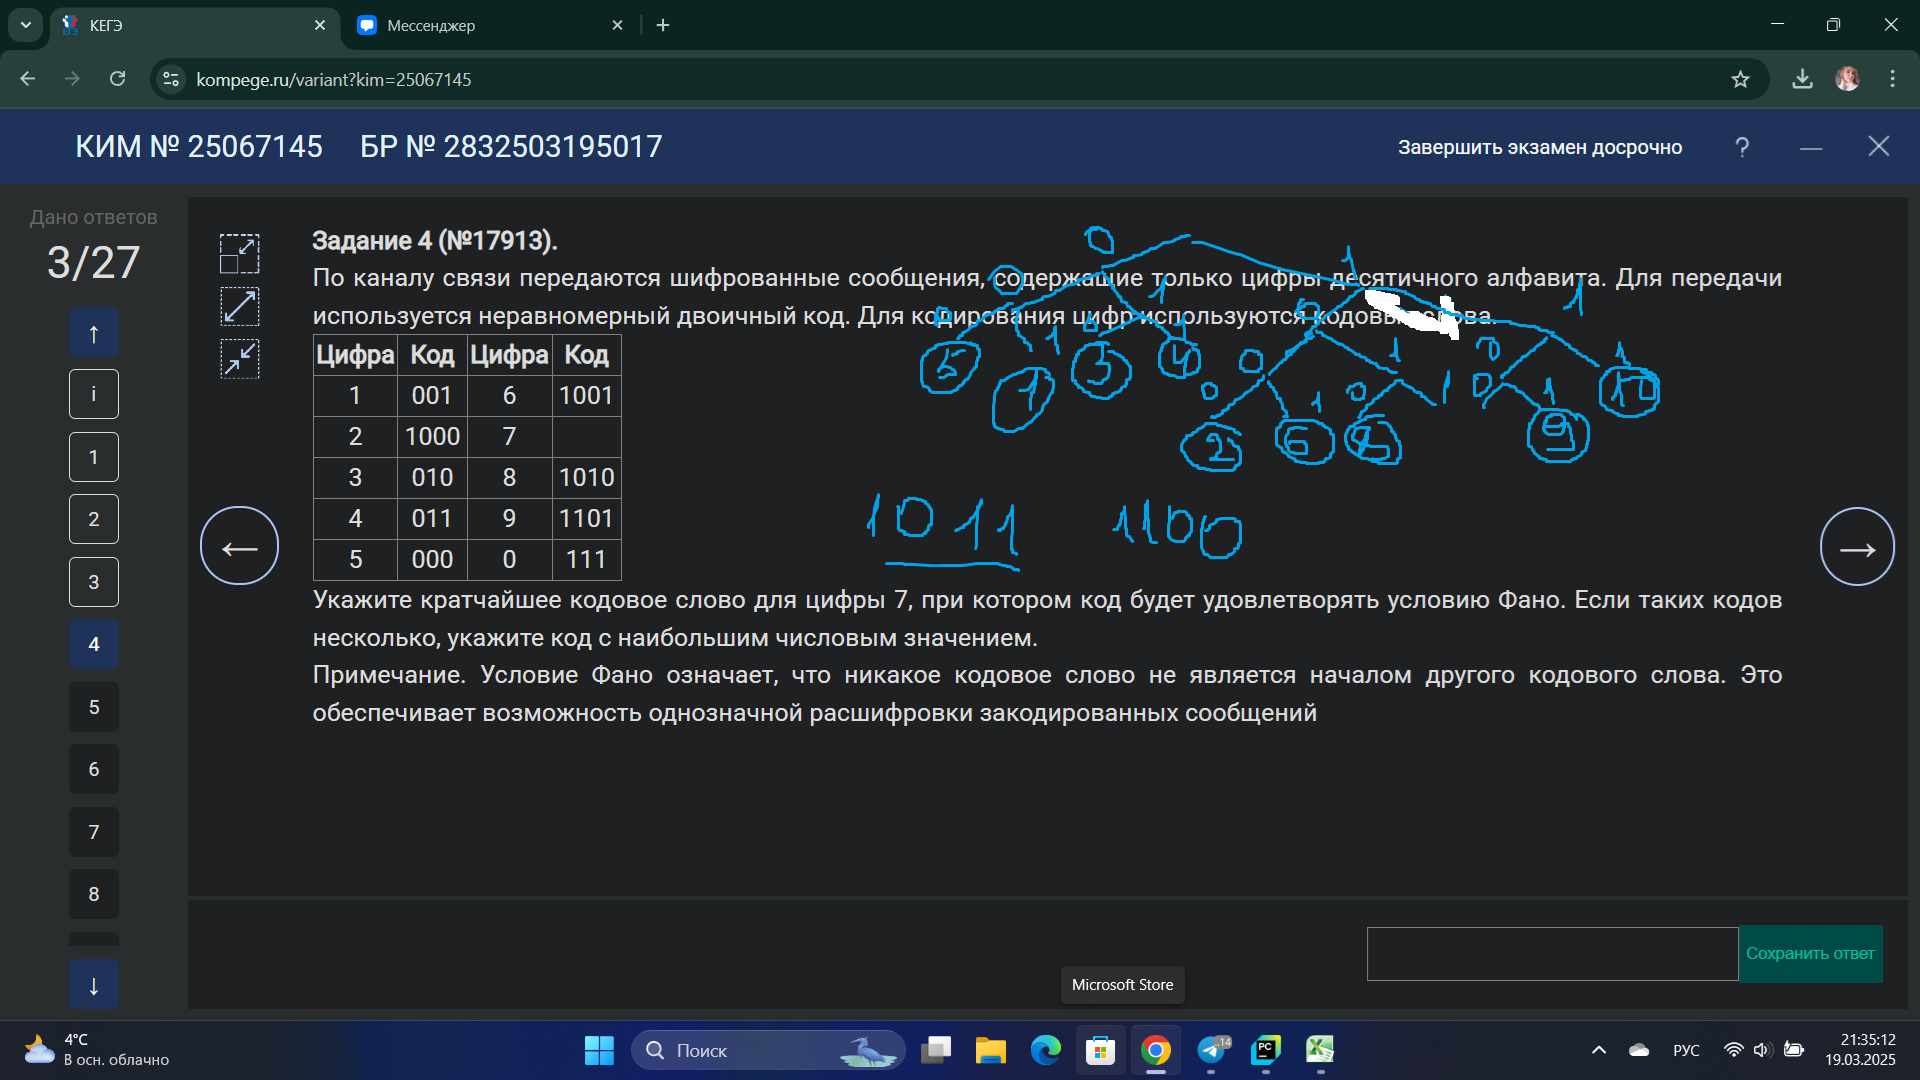 КЕГЭ
Мессенджер
kompege.ru/variant?kim=25067145
КИМ № 25067145 БР № 2832503195017
Завершить экзамен досрочно ?
Дано ответов
3/27
i
1
2
3
4
5
6
7
8
Задание 4 (№17913).
По каналу связи передаются шифрованные сообщения, содержащие только цифры десятичного алфавита. Для передачи
используется неравномерный двоичный код. Для кодирования цифр используются кодовые слова.
Цифра Код Цифра Код
1 001 6 1001
2 1000 7
3 010 8 1010
4 011 9 1101
5 000 0 111
0 1
0 1 0 1
0 1 0 1 0 1 0 1
5 1 3 4 0 1 0 1 0 1 10
2 6 9
1011 1100
Укажите кратчайшее кодовое слово для цифры 7, при котором код будет удовлетворять условию Фано. Если таких кодов
несколько, укажите код с наибольшим числовым значением.
Примечание. Условие Фано означает, что никакое кодовое слово не является началом другого кодового слова. Это
обеспечивает возможность однозначной расшифровки закодированных сообщений
Сохранить ответ
Microsoft Store
4°C
В осн. облачно
Поиск
14
PC
РУС
21:35:12
19.03.2025